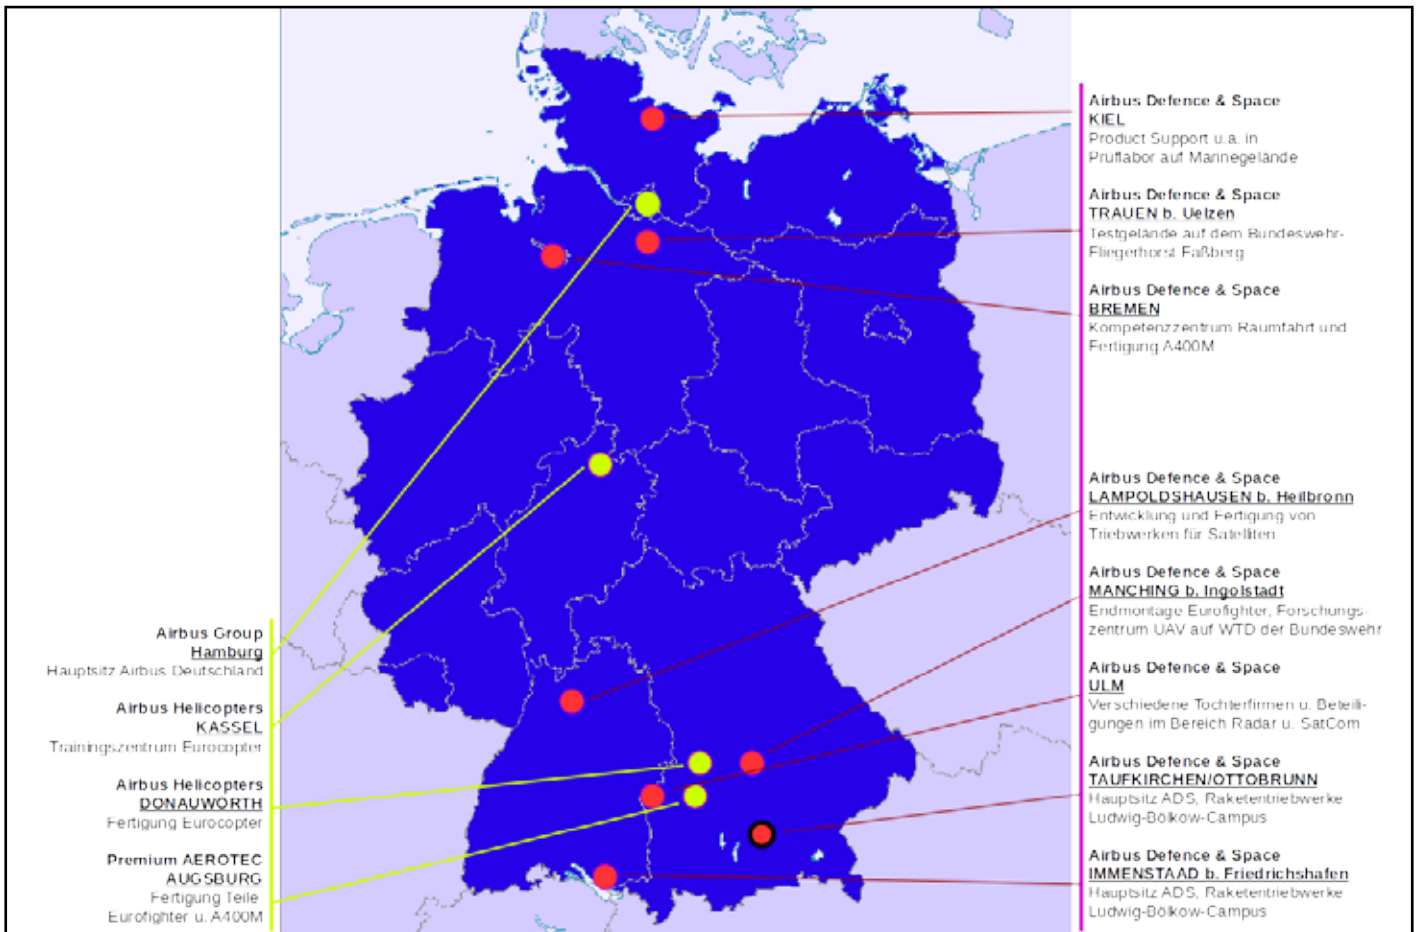 Airbus Defence & Space
KIEL
Product Support u.a. in
Prüflabor auf Marinegelände
Airbus Defence & Space
TRAUEN b. Uelzen
Testgelände auf dem Bundeswehr-
Fliegerhorst Faßberg
Airbus Defence & Space
BREMEN
Kompetenzzentrum Raumfahrt und
Fertigung A400M
Airbus Defence & Space
LAMPOLDSHAUSEN b. Heilbronn
Entwicklung und Fertigung von
Triebwerken für Satelliten
Airbus Defence & Space
MANCHING b. Ingolstadt
Endmontage Eurofighter, Forschungs-
zentrum UAV auf WTD der Bundeswehr
Airbus Defence & Space
ULM
Verschiedene Tochterfirmen u. Beteili-
gungen im Bereich Radar u. SatCom
Airbus Defence & Space
TAUFKIRCHEN/OTTOBRUNN
Hauptsitz ADS, Raketentriebwerke
Ludwig-Bölkow-Campus
Airbus Defence & Space
IMMENSTAAD b. Friedrichshafen
Hauptsitz ADS, Raketentriebwerke
Ludwig-Bölkow-Campus
Airbus Group
Hamburg
Hauptsitz Airbus Deutschland
Airbus Helicopters
KASSEL
Trainingszentrum Eurocopter
Airbus Helicopters
DONAUWÖRTH
Fertigung Eurocopter
Premium AEROTEC
AUGSBURG
Fertigung Teile
Eurofighter u. A400M